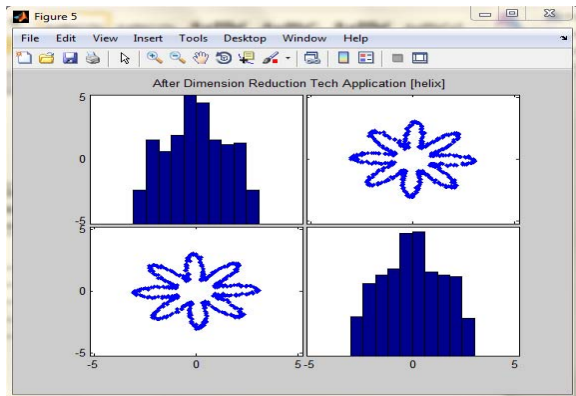 Figure 5
File Edit View Insert Tools Desktop Window Help
After Dimension Reduction Tech Application [helix]
5
0
-5
5
0
-5
-5 0 5 -5 0 5